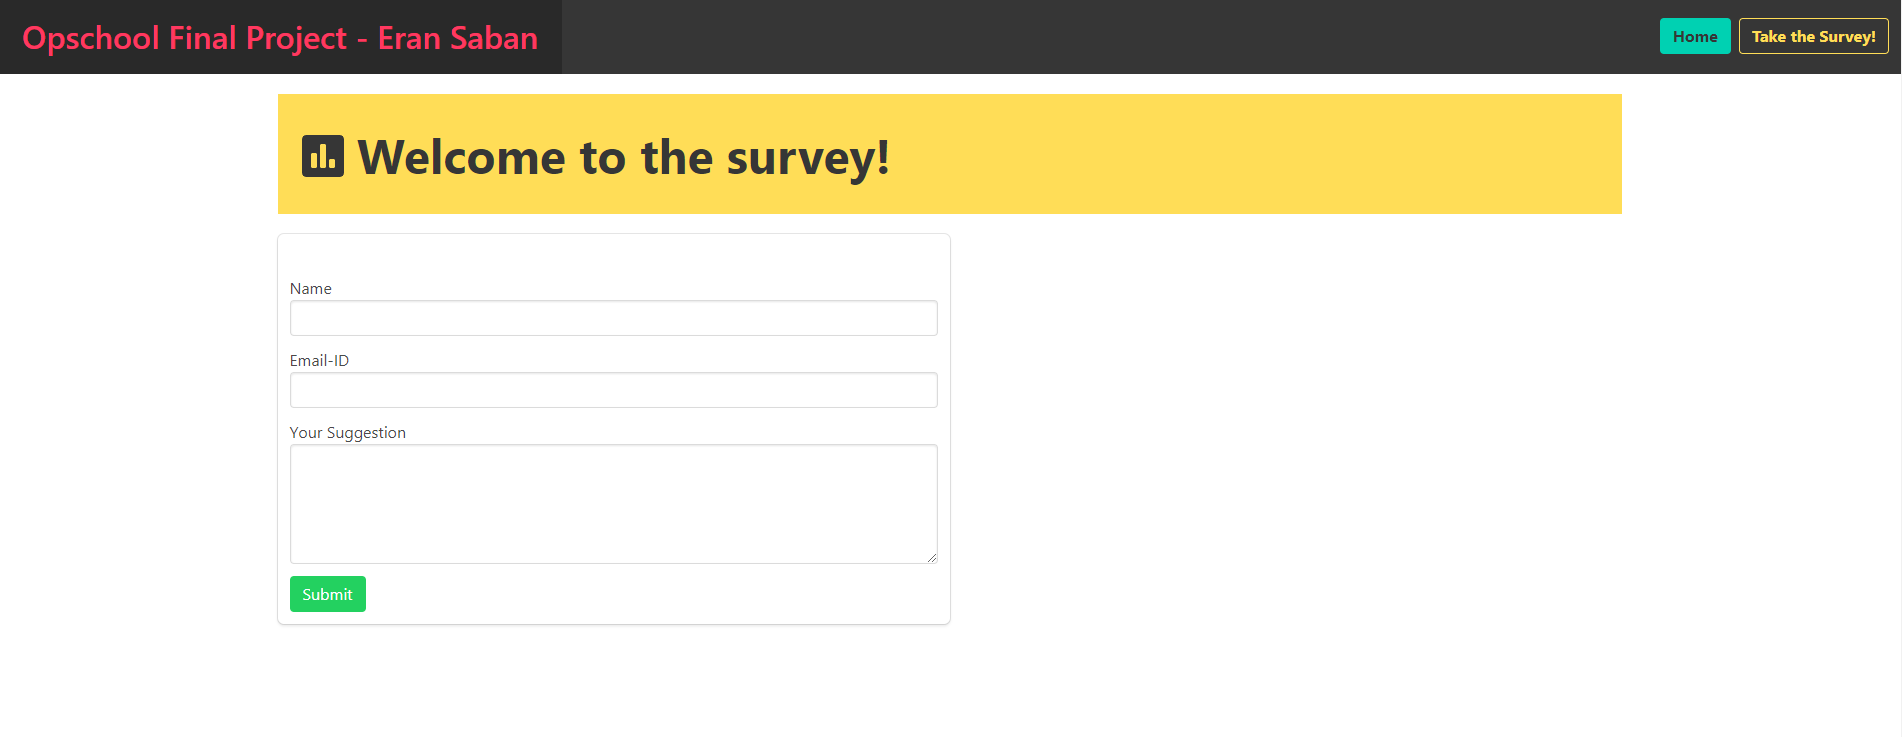 Opschool Final Project - Eran Saban
Home
Take the Survey!
Welcome to the survey!
Name
Email-ID
Your Suggestion
Submit